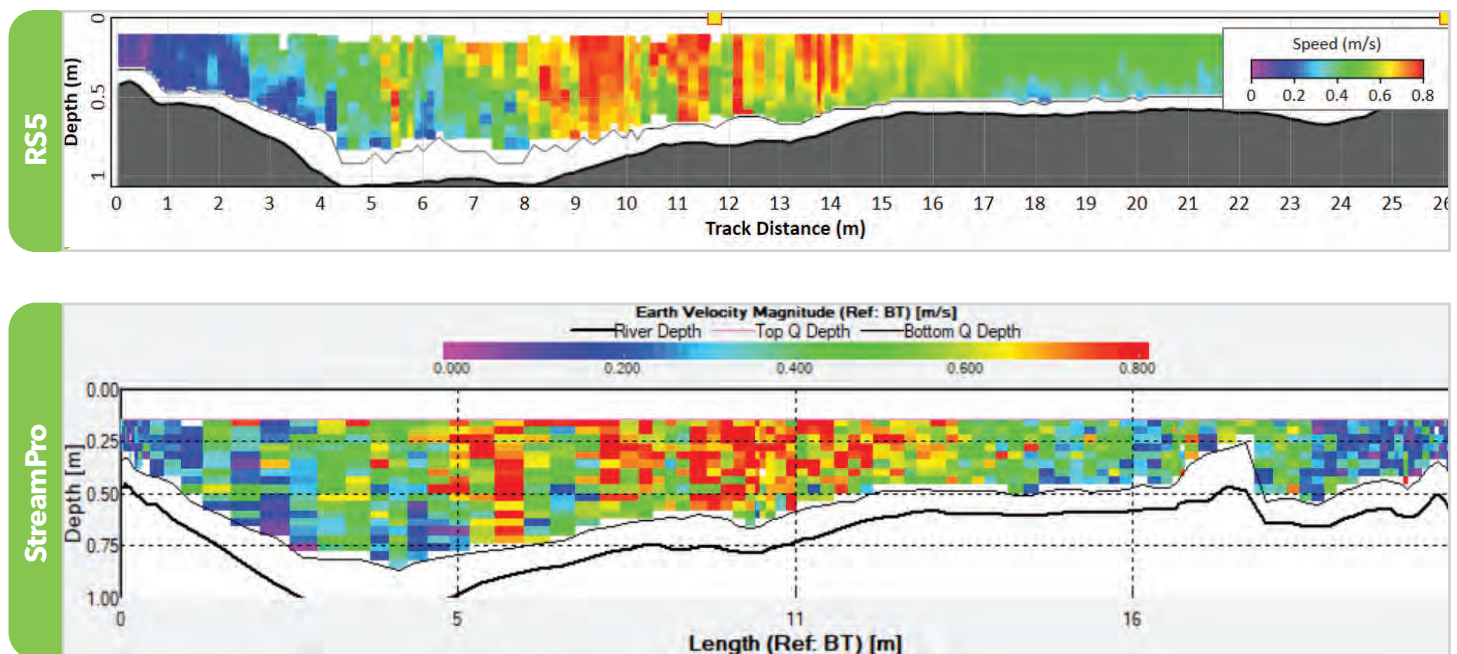 RS5
Depth (m)
0
0.5
1
Speed (m/s)
0 0.2 0.4 0.6 0.8
0 1 2 3 4 5 6 7 8 9 10 11 12 13 14 15 16 17 18 19 20 21 22 23 24 25
Track Distance (m)
StreamPro
Earth Velocity Magnitude (Ref: BT) [m/s]
River Depth Top Q Depth Bottom Q Depth
0.000 0.200 0.400 0.600 0.800
Depth [m]
0.00
0.25
0.50
0.75
1.00
0 5 11 16
Length (Ref: BT) [m]